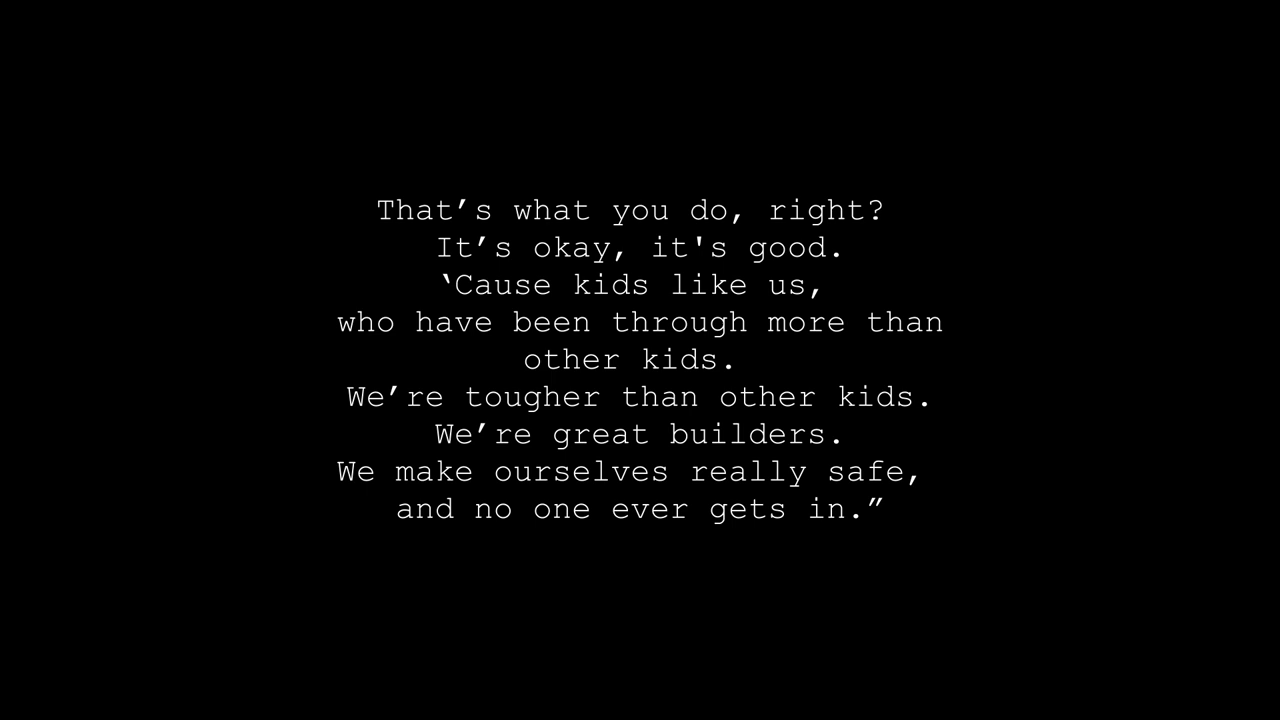 That’s what you do, right?
It’s okay, it's good.
‘Cause kids like us,
who have been through more than
other kids.
We’re tougher than other kids.
We’re great builders.
We make ourselves really safe,
and no one ever gets in.”